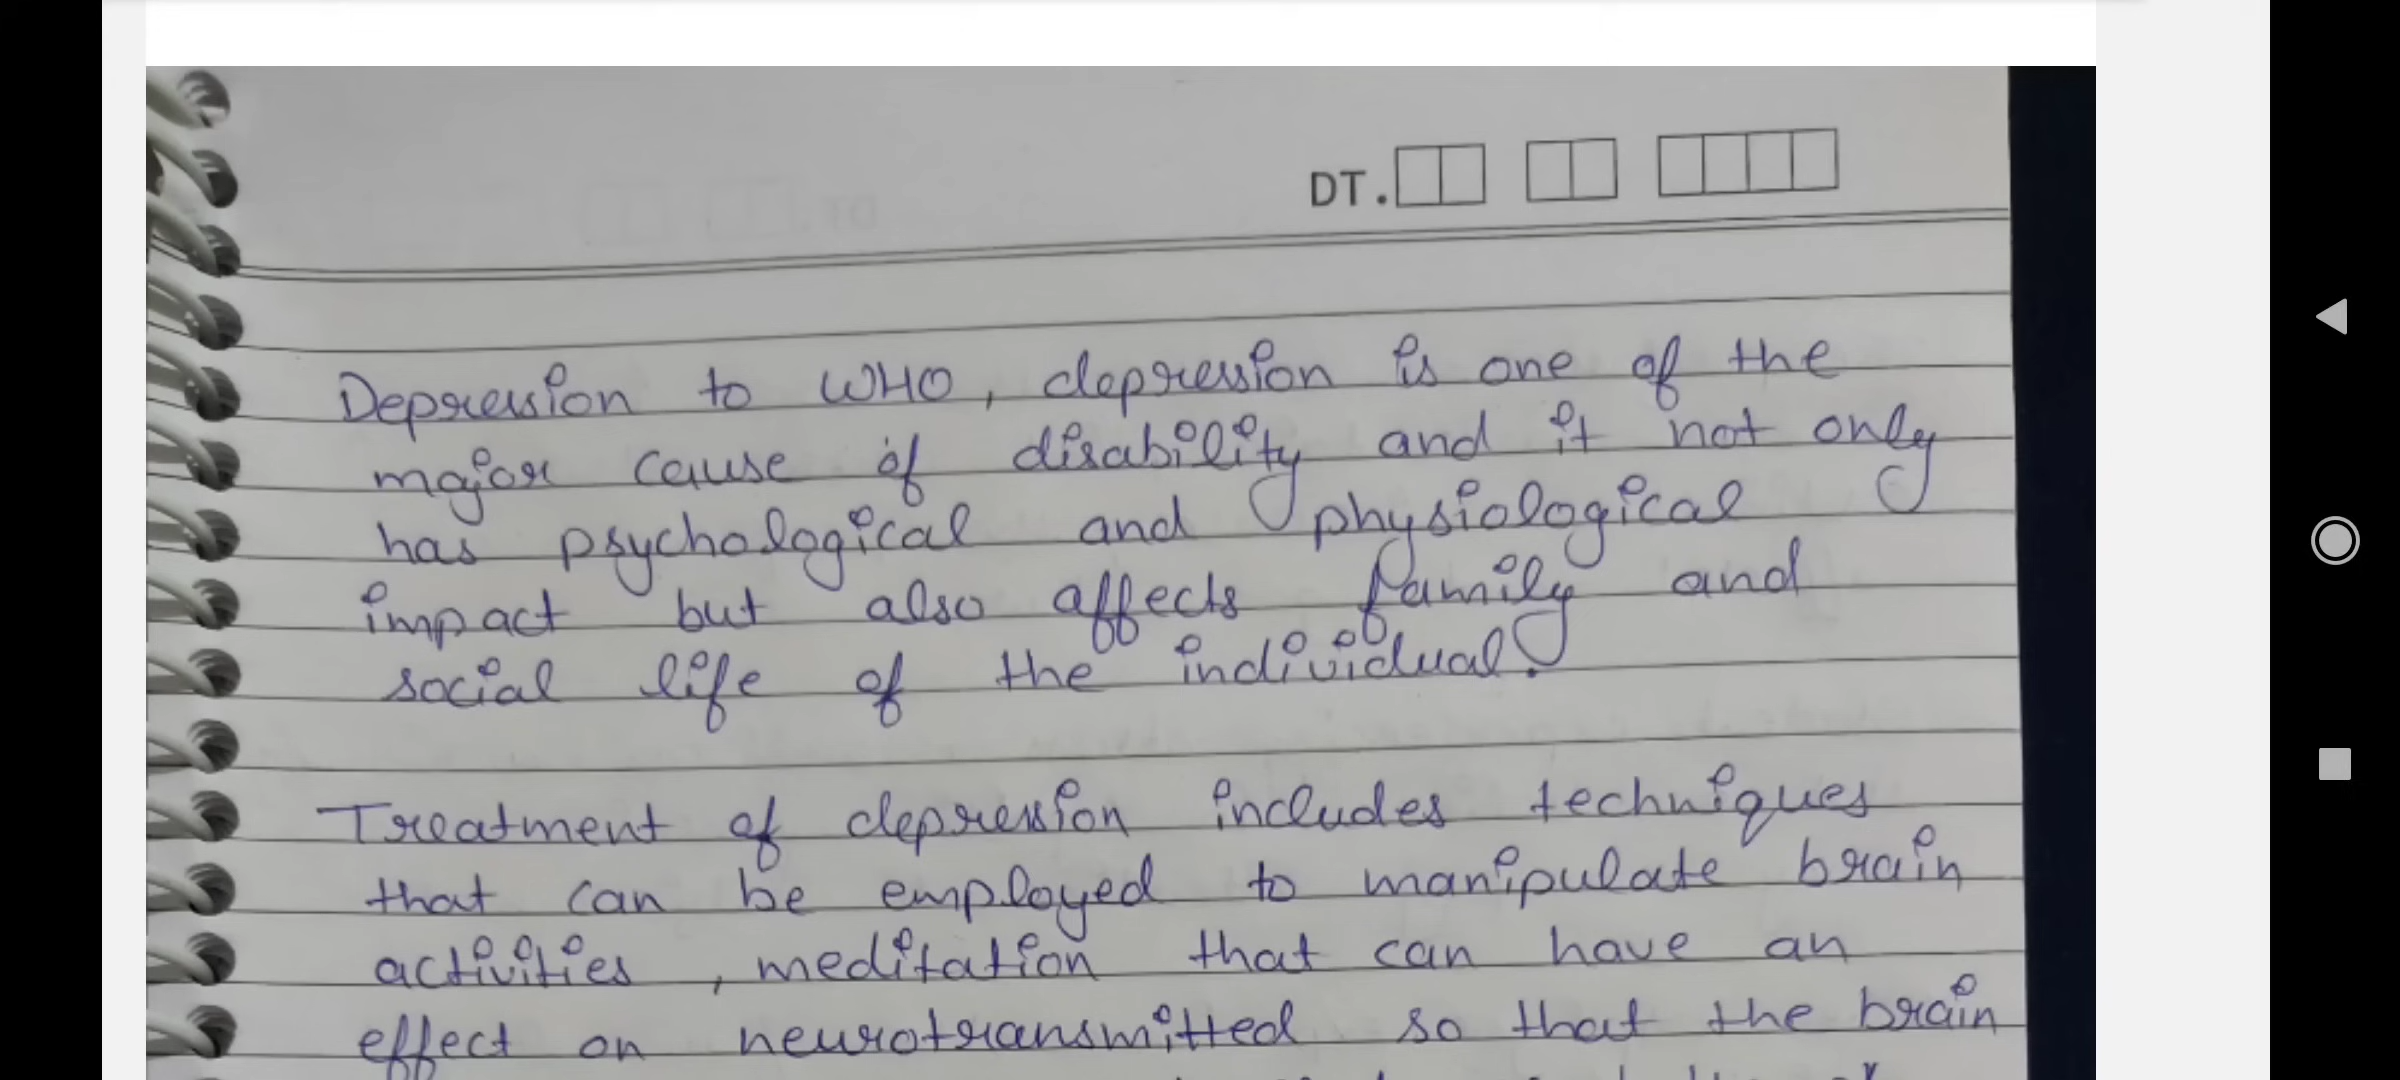 DT.
Depression to WHO, depression is one of the
major cause of disability and it not only
has psychological and physiological
impact but also affects family and
social life of the individual.
Treatment of depression includes techniques
that can be employed to manipulate brain
activities, meditation that can have an
effect on neurotransmitted so that the brain